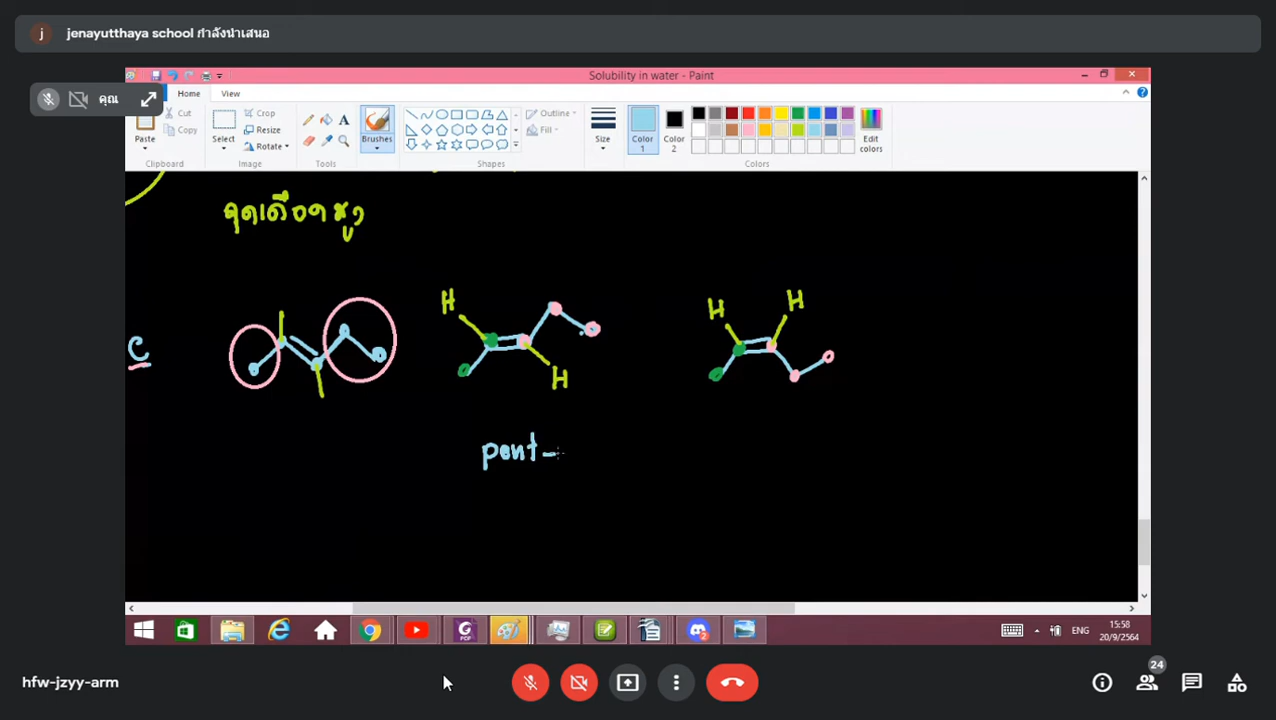 j jenayutthaya school กำลังนำเสนอ
Solubility in water - Paint
คุณ
Home View
Cut
Copy
Paste
Crop
Resize
Rotate
Select
A
Brushes
Outline
Fill
Size
Color 1
Color 2
Edit colors
Clipboard
Image
Tools
Shapes
Colors
จุดเดือดสูง
H
H
H
H
C
pent-
PDF
2
ENG
15:58
20/9/2564
24
hfw-jzyy-arm